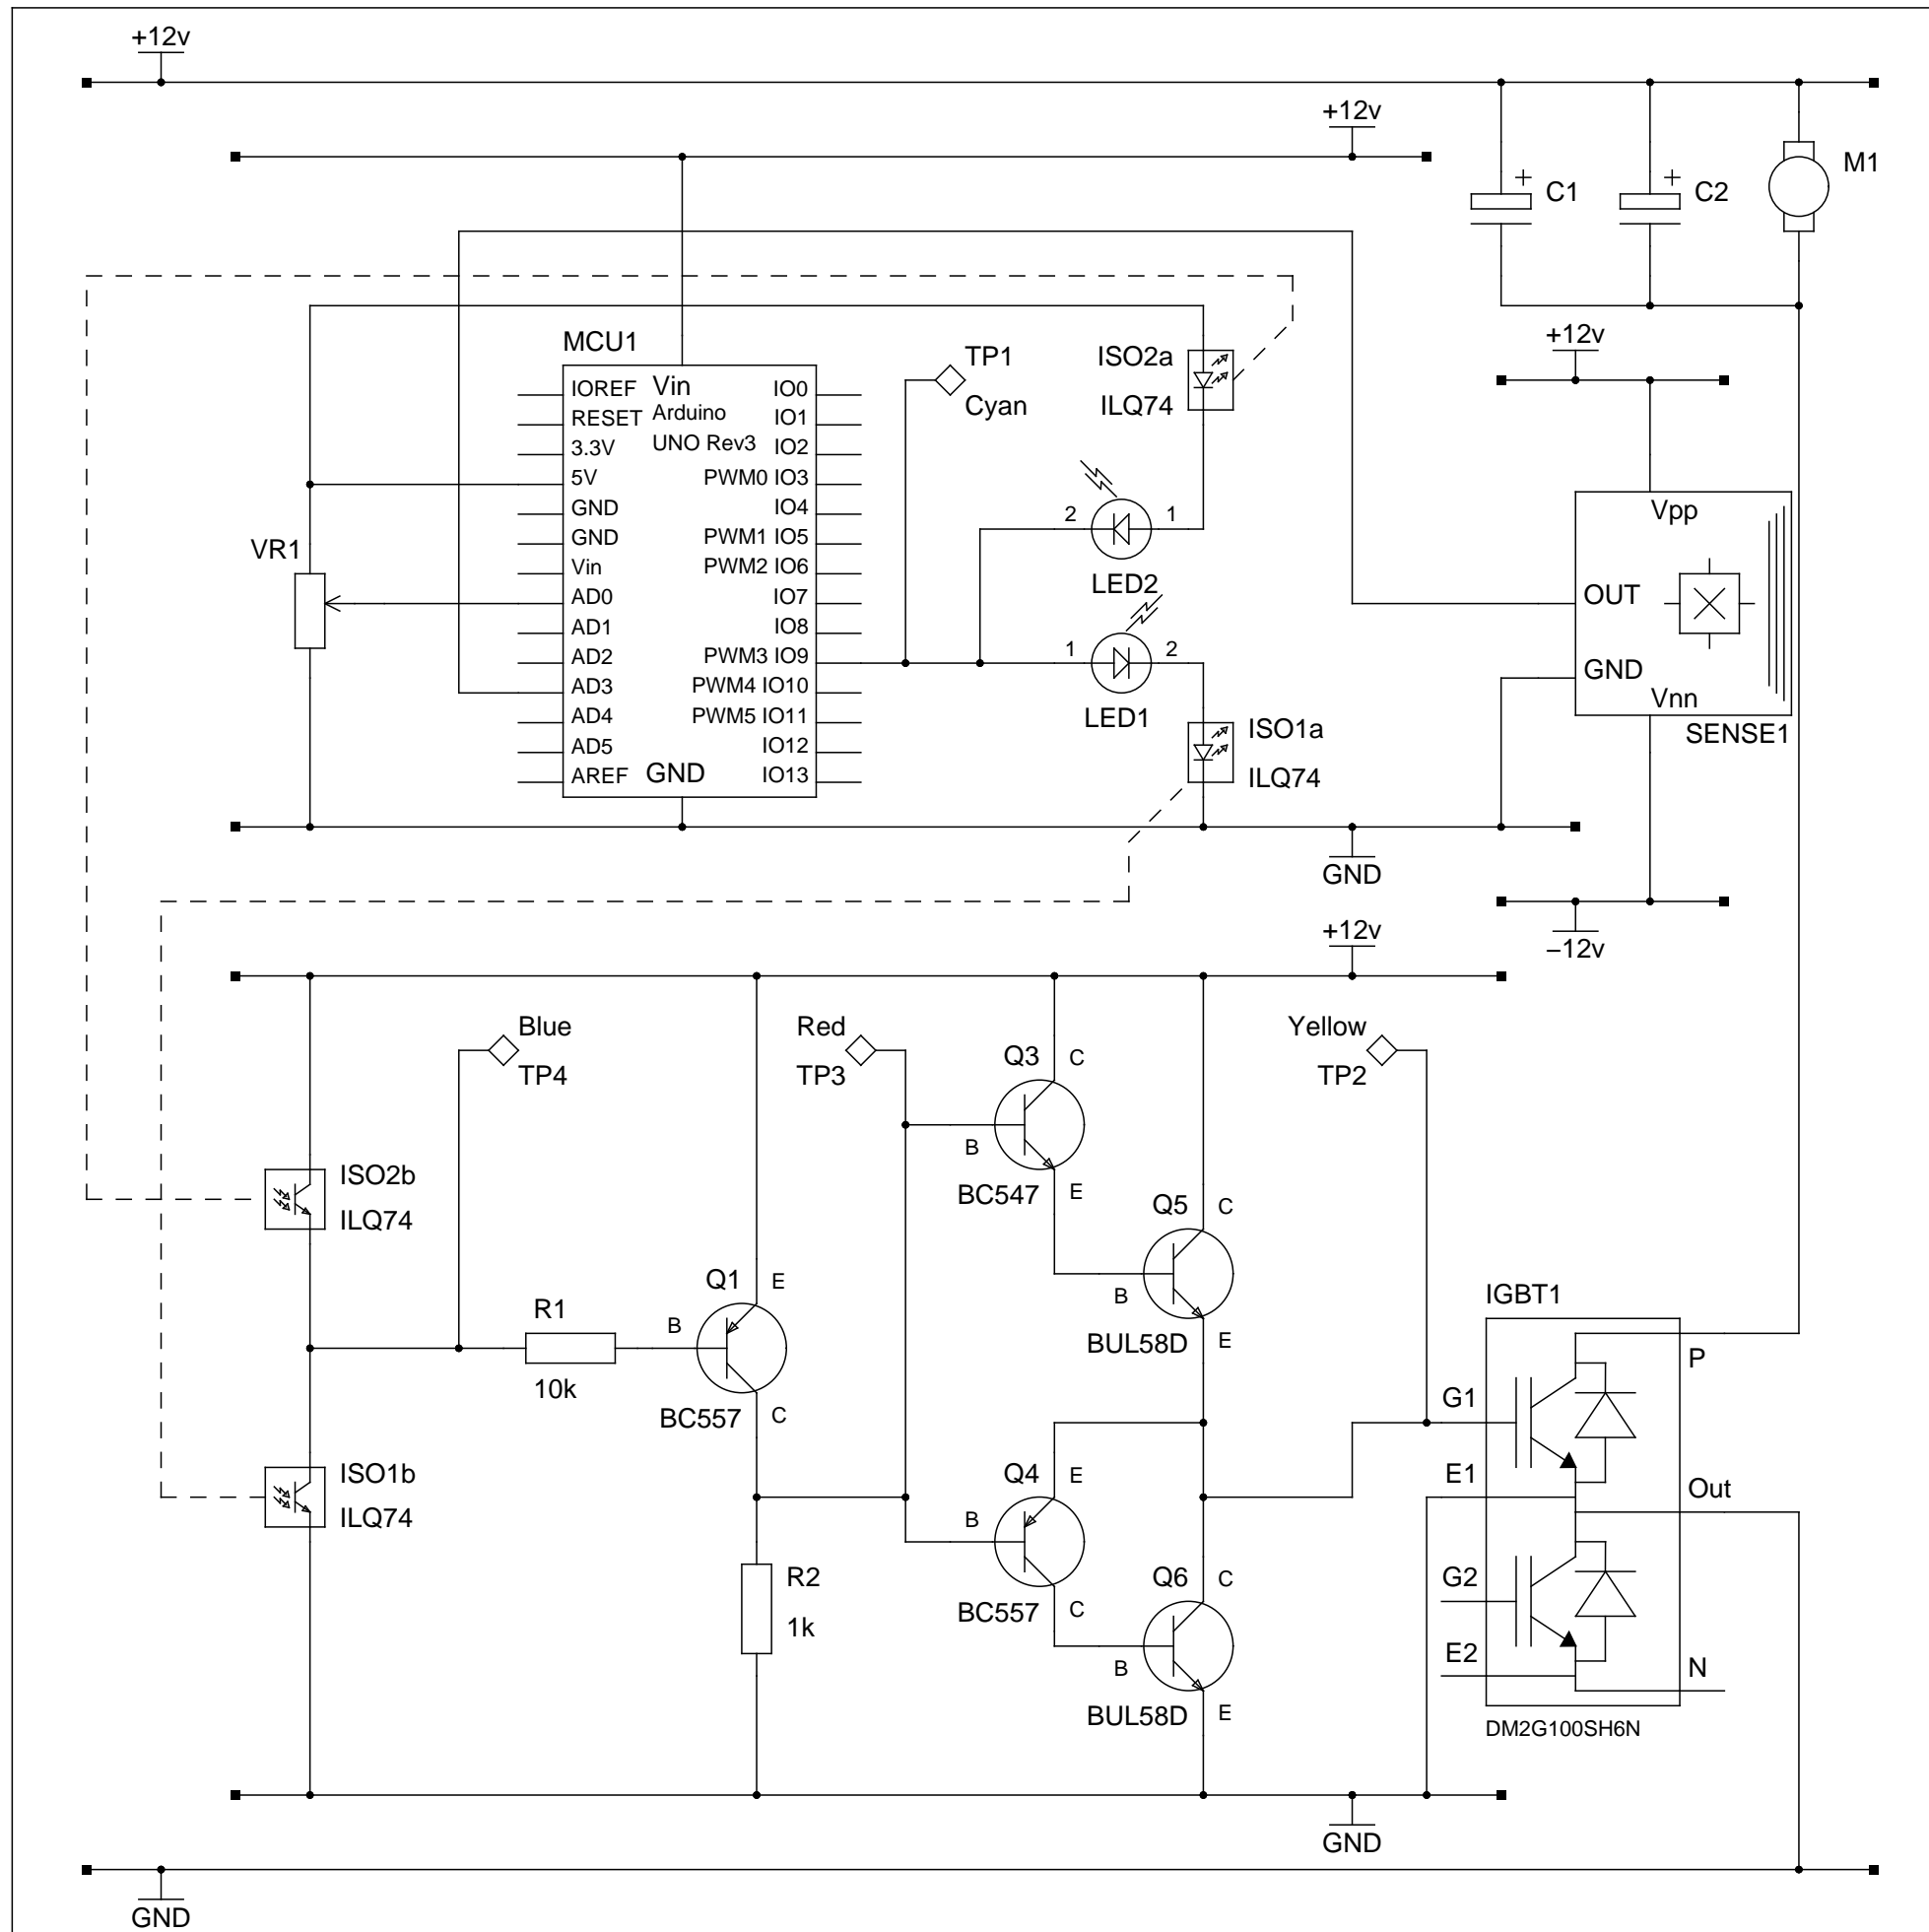 +12v
+12v
C1
C2
M1
MCU1
Vin
Arduino
UNO Rev3
IOREF
RESET
3.3V
5V
GND
GND
Vin
AD0
AD1
AD2
AD3
AD4
AD5
AREF
GND
IO0
IO1
IO2
PWM0 IO3
IO4
PWM1 IO5
PWM2 IO6
IO7
IO8
PWM3 IO9
PWM4 IO10
PWM5 IO11
IO12
IO13
VR1
TP1
Cyan
ISO2a
ILQ74
2
1
LED2
1
2
LED1
ISO1a
ILQ74
GND
+12v
Vpp
OUT
GND
Vnn
SENSE1
–12v
+12v
Blue
TP4
Red
TP3
Yellow
TP2
Q3
C
B
E
BC547
Q5
C
B
E
BUL58D
ISO2b
ILQ74
R1
10k
Q1
E
B
C
BC557
ISO1b
ILQ74
R2
1k
Q4
E
B
C
BC557
Q6
C
B
E
BUL58D
IGBT1
P
G1
E1
Out
G2
E2
N
DM2G100SH6N
GND
GND